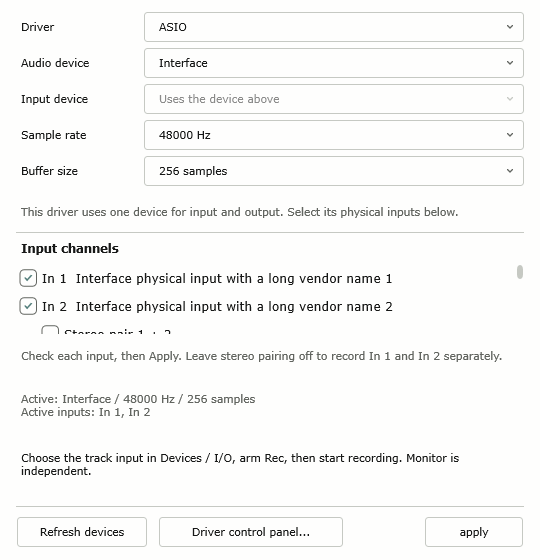 Driver
ASIO
Audio device
Interface
Input device
Uses the device above
Sample rate
48000 Hz
Buffer size
256 samples
This driver uses one device for input and output. Select its physical inputs below.
Input channels
In 1 Interface physical input with a long vendor name 1
In 2 Interface physical input with a long vendor name 2
Stereo pair 1 + 2
Check each input, then Apply. Leave stereo pairing off to record In 1 and In 2 separately.
Active: Interface / 48000 Hz / 256 samples
Active inputs: In 1, In 2
Choose the track input in Devices / I/O, arm Rec, then start recording. Monitor is
independent.
Refresh devices
Driver control panel...
apply